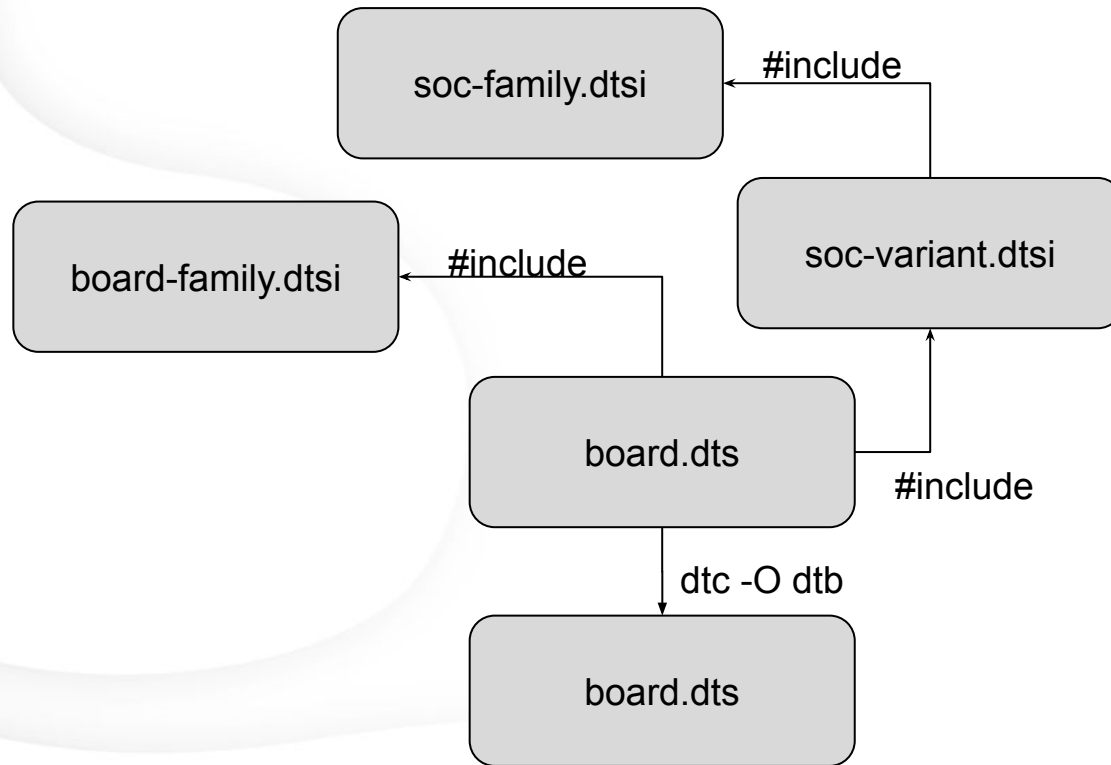 soc-family.dtsi
#include
soc-variant.dtsi
board-family.dtsi
#include
board.dts
#include
dtc -O dtb
board.dts